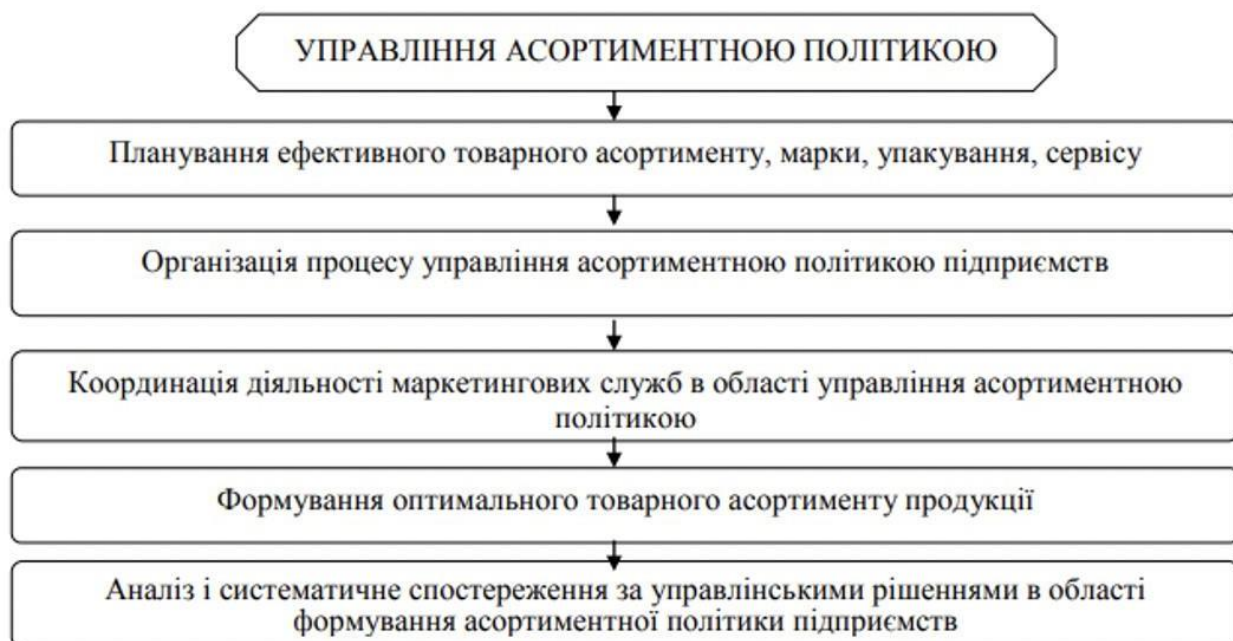 УПРАВЛІННЯ АСОРТИМЕНТНОЮ ПОЛІТИКОЮ
Планування ефективного товарного асортименту, марки, упакування, сервісу
Організація процесу управління асортиментною політикою підприємств
Координація діяльності маркетингових служб в області управління асортиментною
політикою
Формування оптимального товарного асортименту продукції
Аналіз і систематичне спостереження за управлінськими рішеннями в області
формування асортиментної політики підприємств